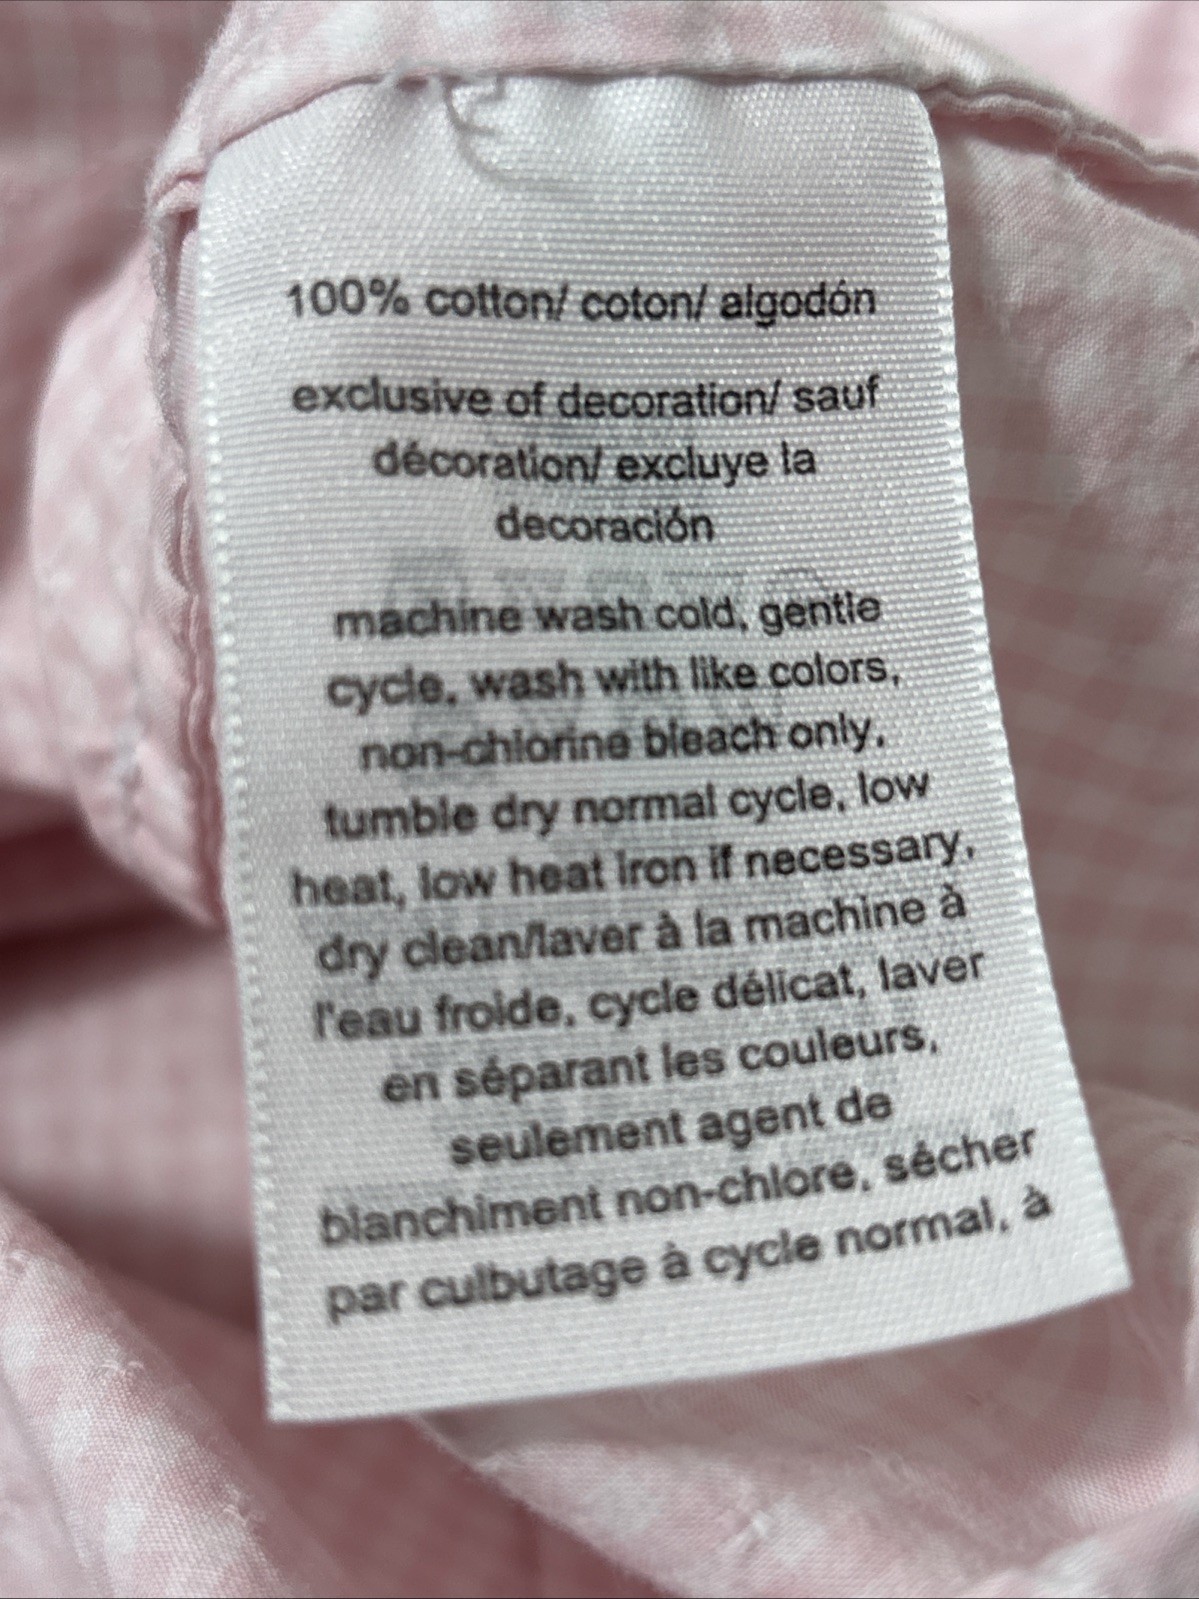 100% cotton/ coton/ algodón
exclusive of decoration/ sauf
décoration/ excluye la
decoración
machine wash cold, gentle
cycle, wash with like colors,
non-chlorine bleach only,
tumble dry normal cycle, low
heat, low heat iron if necessary,
dry clean/laver à la machine à
l'eau froide, cycle délicat, laver
en séparant les couleurs,
seulement agent de
blanchiment non-chlore, sécher
par culbutage à cycle normal, à